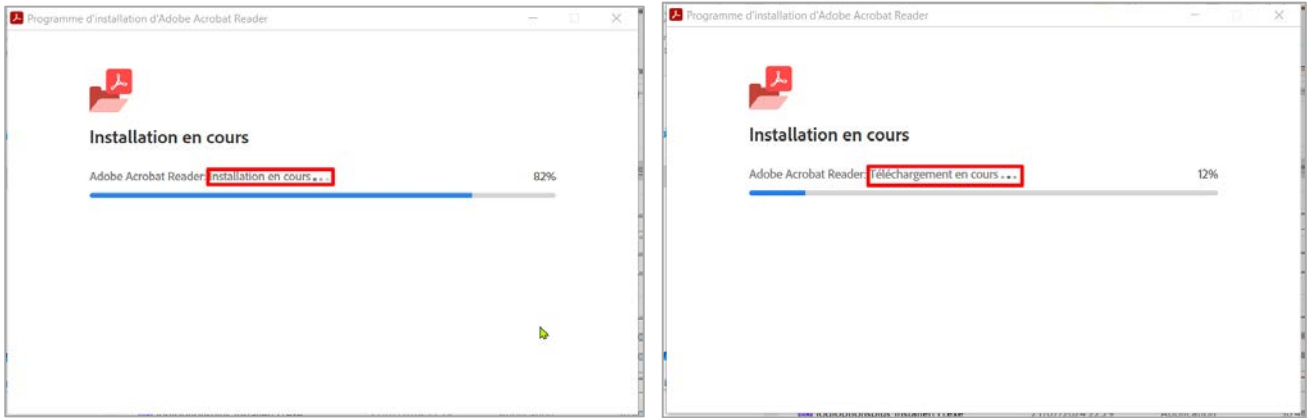 Programme d'installation d'Adobe Acrobat Reader
Installation en cours
Adobe Acrobat Reader: Installation en cours...
82%
Programme d'installation d'Adobe Acrobat Reader
Installation en cours
Adobe Acrobat Reader: Téléchargement en cours...
12%